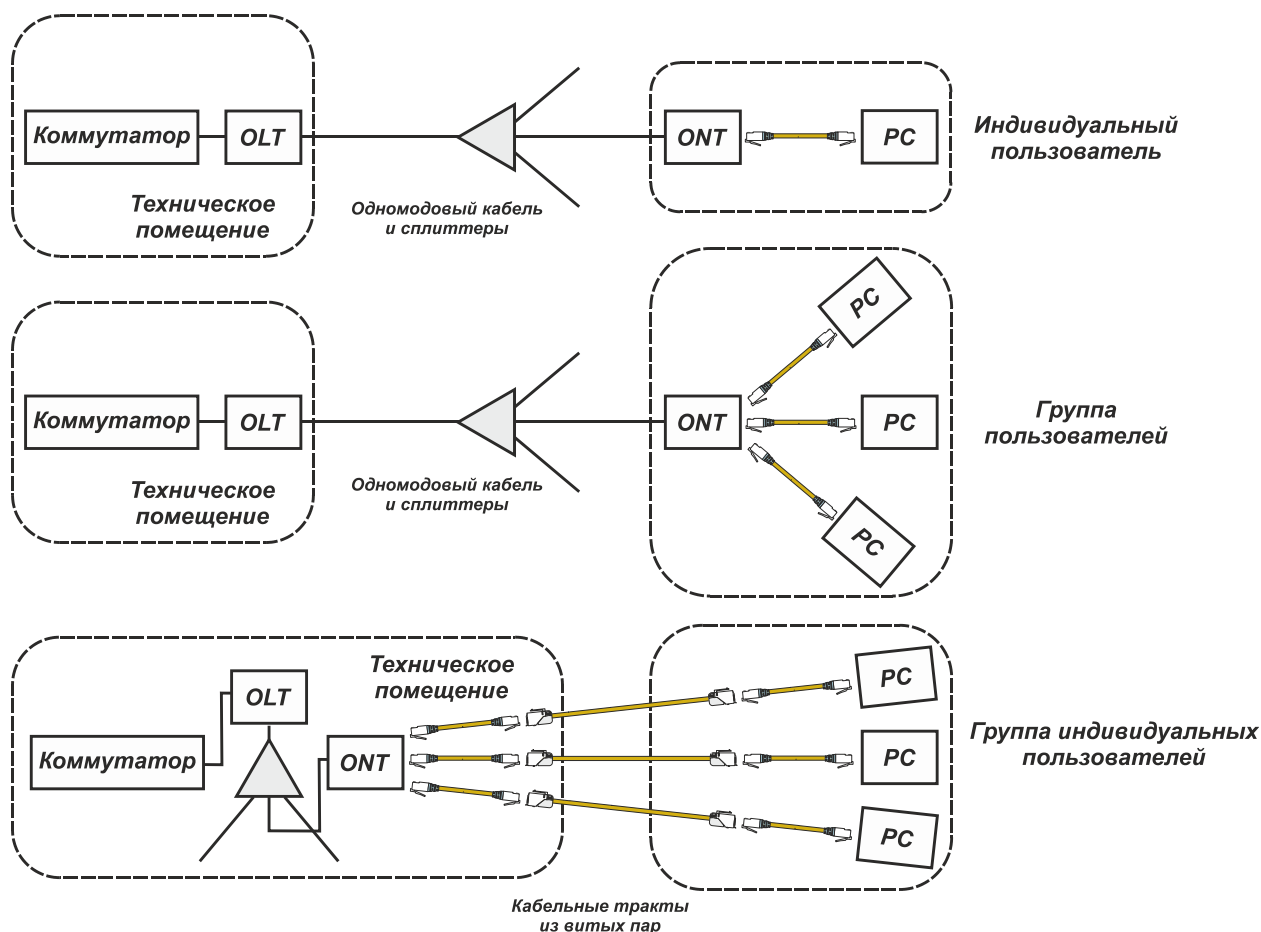 Коммутатор
OLT
Техническое
помещение
Одномодовый кабель
и сплиттеры
ONT
PC
Индивидуальный
пользователь
Коммутатор
OLT
Техническое
помещение
Одномодовый кабель
и сплиттеры
ONT
PC
PC
PC
Группа
пользователей
Техническое
помещение
OLT
Коммутатор
ONT
PC
PC
PC
Группа индивидуальных
пользователей
Кабельные тракты
из витых пар